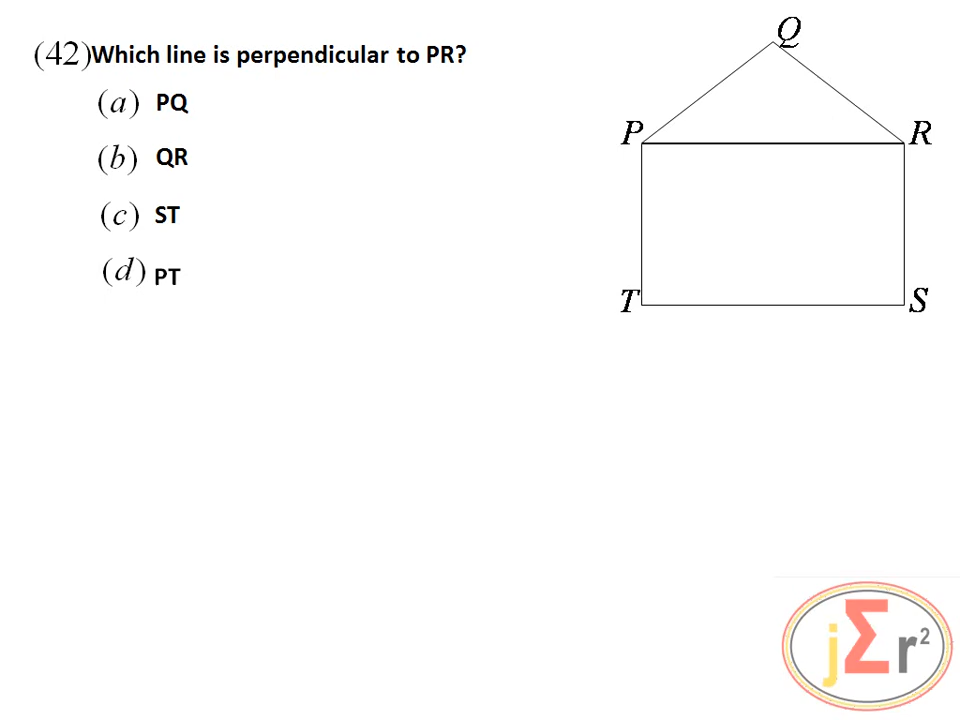 (42)Which line is perpendicular to PR?
(a) PQ
(b) QR
(c) ST
(d) PT
Q
P
R
T
S
jΣr²